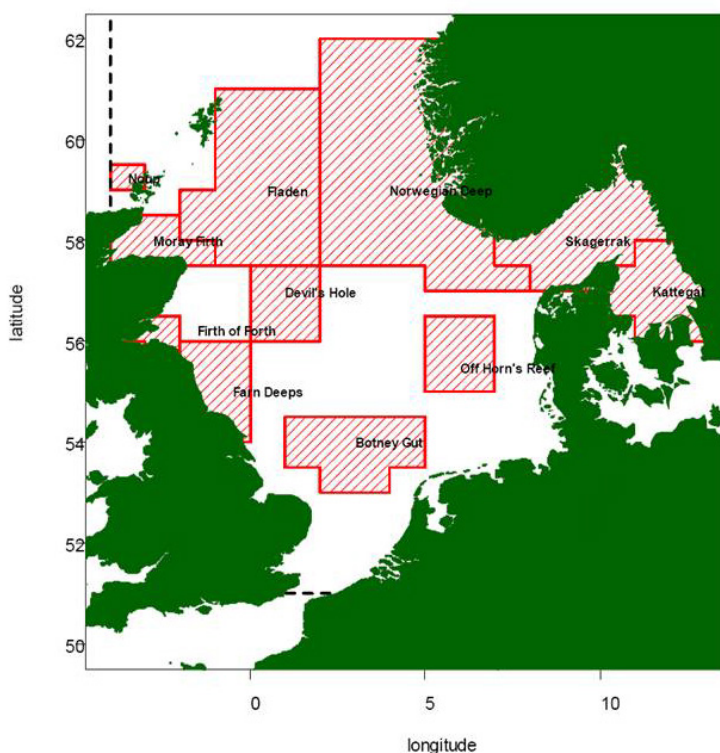 62
60
58
56
54
52
50
latitude
Noup
Fladen
Norwegian Deep
Moray Firth
Skagerrak
Devil's Hole
Kattegat
Firth of Forth
Off Horn's Reef
Farn Deeps
Botney Gut
0
5
10
longitude